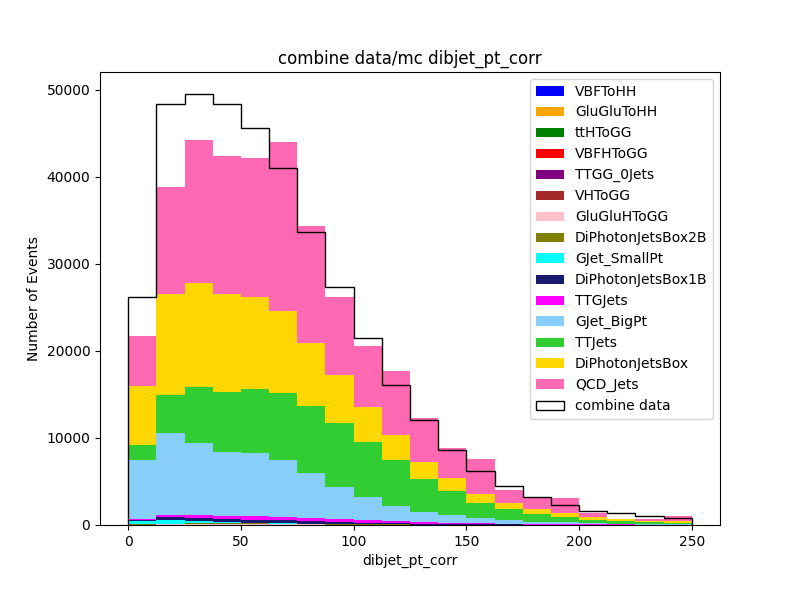 combine data/mc dibjet_pt_corr
Number of Events
50000
40000
30000
20000
10000
0
0
50
100
150
200
250
dibjet_pt_corr
VBFToHH
GluGluToHH
ttHToGG
VBFHToGG
TTGG_0Jets
VHToGG
GluGluHToGG
DiPhotonJetsBox2B
GJet_SmallPt
DiPhotonJetsBox1B
TTGJets
GJet_BigPt
TTJets
DiPhotonJetsBox
QCD_Jets
combine data